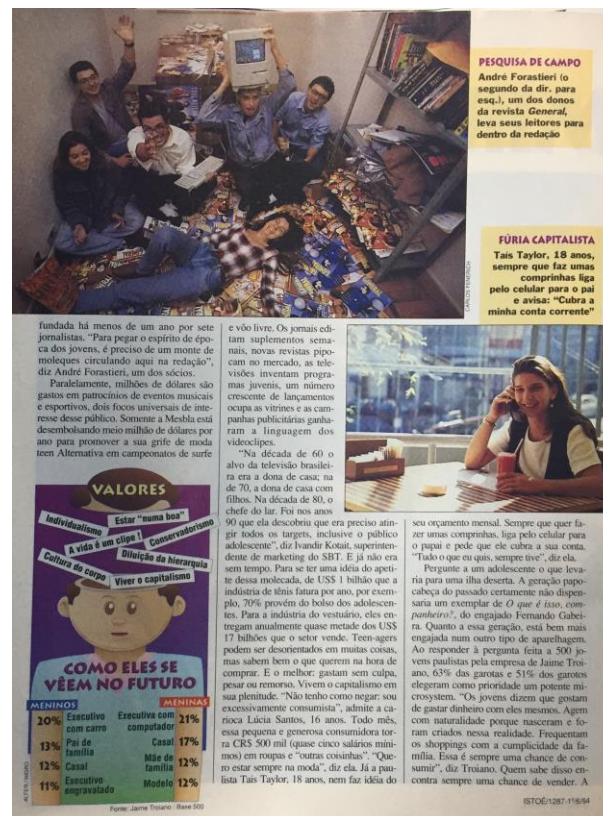 PESQUISA DE CAMPO
André Forastieri (o
segundo da dir. para
esq.), um dos donos
da revista General,
leva seus leitores para
dentro da redação
CARLOS FENERICH
FÚRIA CAPITALISTA
Taís Taylor, 18 anos,
sempre que faz umas
comprinhas liga
pelo celular para o pai
e avisa: “Cubra a
minha conta corrente”
fundada há menos de um ano por sete
jornalistas. “Para pegar o espírito de épo-
ca dos jovens, é preciso de um monte de
moleques circulando aqui na redação”,
diz André Forastieri, um dos sócios.
Paralelamente, milhões de dólares são
gastos em patrocínios de eventos musicais
e esportivos, dois focos universais de inte-
resse desse público. Somente a Mesbla está
desembolsando meio milhão de dólares por
ano para promover a sua grife de moda
teen Alternativa em campeonatos de surfe
VALORES
Individualismo
Estar “numa boa”
A vida é um clipe !
Conservadorismo
Cultura do corpo
Diluição da hierarquia
Viver o capitalismo
COMO ELES SE
VÊEM NO FUTURO
MENINOS
MENINAS
20% Executivo com carro
Executiva com computador 21%
13% Pai de família
Casal 17%
12% Casal
Mãe de família 12%
11% Executivo engravatado
Modelo 12%
Fonte: Jaime Troiano Base 500
e vôo livre. Os jornais edi-
tam suplementos sema-
nais, novas revistas pipo-
cam no mercado, as tele-
visões inventam progra-
mas juvenis, um número
crescente de lançamentos
ocupa as vitrines e as cam-
panhas publicitárias ganha-
ram a linguagem dos
videoclipes.
“Na década de 60 o
alvo da televisão brasilei-
ra era a dona de casa; na
de 70, a dona de casa com
filhos. Na década de 80, o
chefe do lar. Foi nos anos
90 que ela descobriu que era preciso atin-
gir todos os targets, inclusive o público
adolescente”, diz Ivandir Kotait, superinten-
dente de marketing do SBT. E já não era
sem tempo. Para se ter uma idéia do apeti-
te dessa molecada, de US$ 1 bilhão que a
indústria de tênis fatura por ano, por exem-
plo, 70% provém do bolso dos adolescen-
tes. Para a indústria do vestuário, eles en-
tregam anualmente quase metade dos US$
17 bilhões que o setor vende. Teen-agers
podem ser desorientados em muitas coisas,
mas sabem bem o que querem na hora de
comprar. E o melhor: gastam sem culpa,
pesar ou remorso. Vivem o capitalismo em
sua plenitude. “Não tenho como negar: sou
excessivamente consumista”, admite a ca-
rioca Lúcia Santos, 16 anos. Todo mês,
essa pequena e generosa consumidora tor-
ra CR$ 500 mil (quase cinco salários míni-
mos) em roupas e “outras coisinhas”. “Que-
ro estar sempre na moda”, diz ela. Já a pau-
lista Taís Taylor, 18 anos, nem faz idéia do
seu orçamento mensal. Sempre que quer fa-
zer umas comprinhas, liga pelo celular para
o papai e pede que ele cubra a sua conta.
“Tudo o que eu quis, sempre tive”, diz ela.
Pergunte a um adolescente o que leva-
ria para uma ilha deserta. A geração papo-
cabeça do passado certamente não dispen-
saria um exemplar de O que é isso, com-
panheiro?, do engajado Fernando Gabei-
ra. Quanto a essa geração, está bem mais
engajada num outro tipo de aparelhagem.
Ao responder à pergunta feita a 500 jo-
vens paulistas pela empresa de Jaime Troi-
ano, 63% das garotas e 51% dos garotos
elegeram como prioridade um potente mi-
crosystem. “Os jovens dizem que gostam
de gastar dinheiro com eles mesmos. Agem
com naturalidade porque nasceram e fo-
ram criados nessa realidade. Frequentam
os shoppings com a cumplicidade da fa-
mília. Essa é sempre uma chance de con-
sumir”, diz Troiano. Quem sabe disso en-
contra sempre uma chance de vender. A
ISTOÉ/1287-1º/6/94